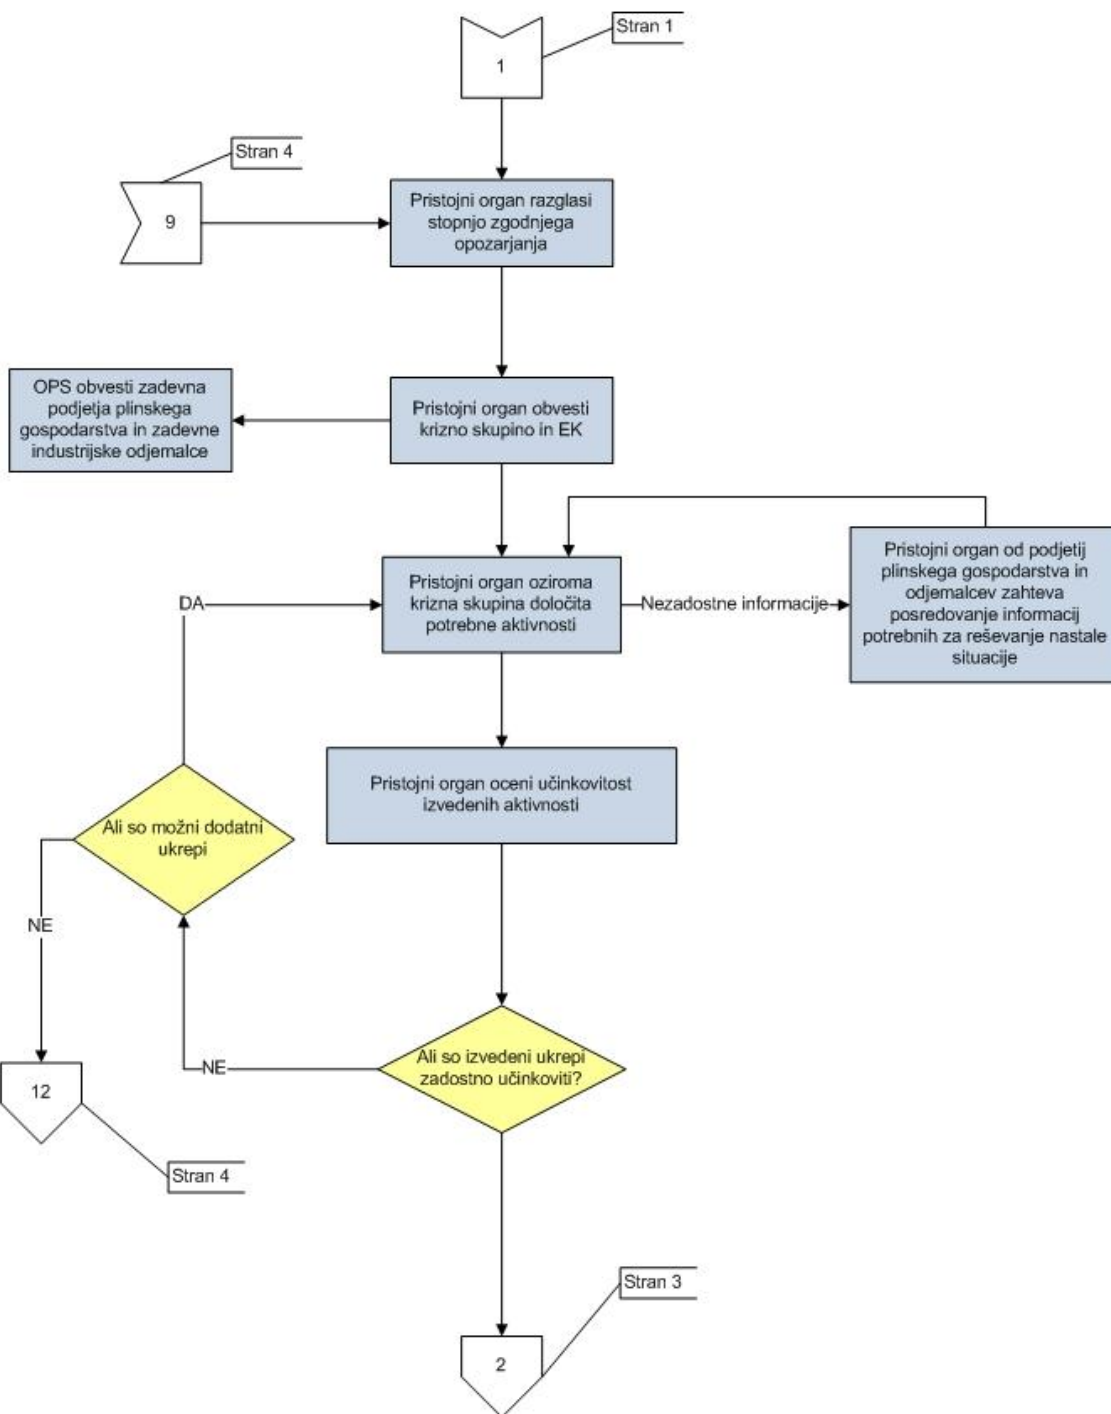 Stran 1
1
Stran 4
9
Pristojni organ razglasi
stopnjo zgodnjega
opozarjanja
OPS obvesti zadevna
podjetja plinskega
gospodarstva in zadevne
industrijske odjemalce
Pristojni organ obvesti
krizno skupino in EK
Pristojni organ oziroma
krizna skupina določita
potrebne aktivnosti
Nezadostne informacije
Pristojni organ od podjetij
plinskega gospodarstva in
odjemalcev zahteva
posredovanje informacij
potrebnih za reševanje nastale
situacije
DA
Pristojni organ oceni učinkovitost
izvedenih aktivnosti
Ali so možni dodatni
ukrepi
NE
Ali so izvedeni ukrepi
zadostno učinkoviti?
NE
12
Stran 4
Stran 3
2